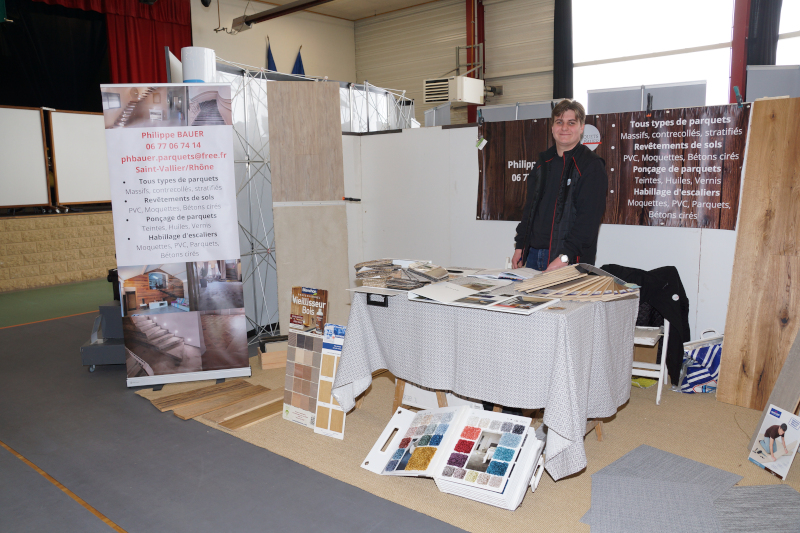 Philippe BAUER
06 77 06 74 14
phbauer.parquets@free.fr
Saint-Vallier/Rhône
• Tous types de parquets
Massifs, contrecollés, stratifiés
• Revêtements de sols
PVC, Moquettes, Bétons cirés
• Ponçage de parquets
Teintes, Huiles, Vernis
• Habillage d'escaliers
Moquettes, PVC, Parquets,
Bétons cirés
Vieillisseur
Bois
Phili
06 7
Tous types de parquets
Massifs, contrecollés, stratifiés
Revêtements de sols
PVC, Moquettes, Bétons cirés
Ponçage de parquets
Teintes, Huiles, Vernis
Habillage d'escaliers
Moquettes, PVC, Parquets,
Bétons cirés